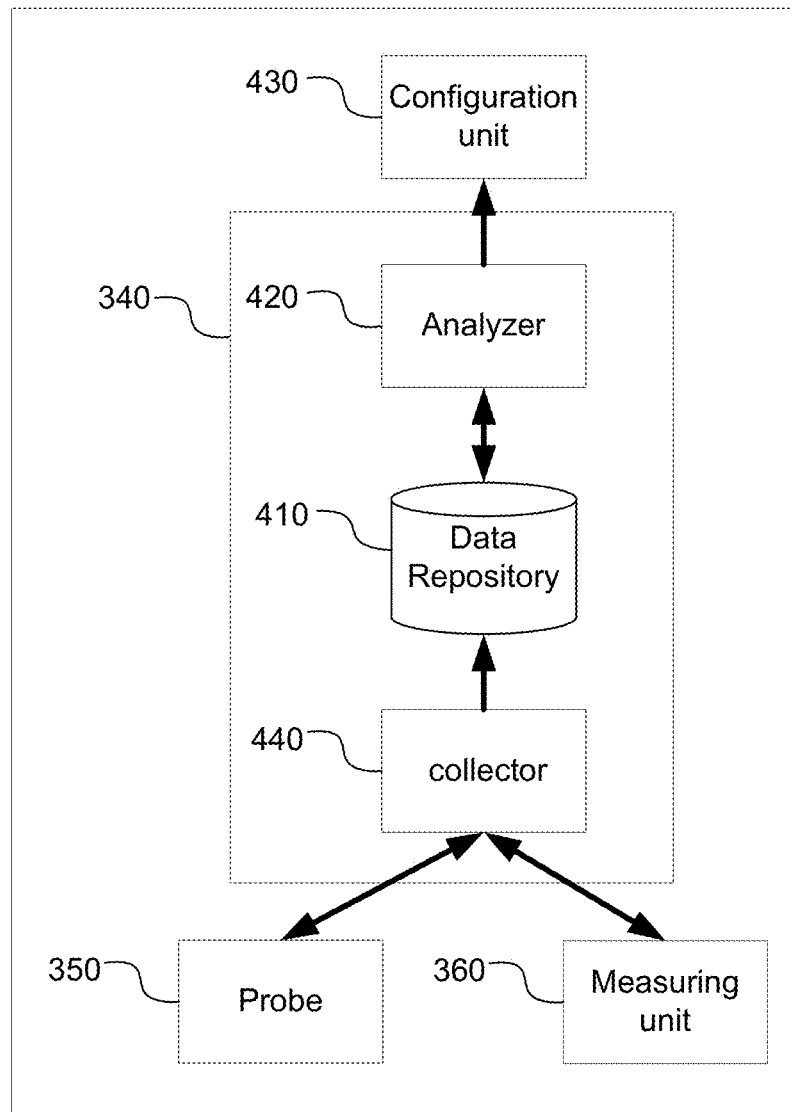 430
Configuration
unit
340
420
Analyzer
410
Data
Repository
440
collector
350
Probe
360
Measuring
unit